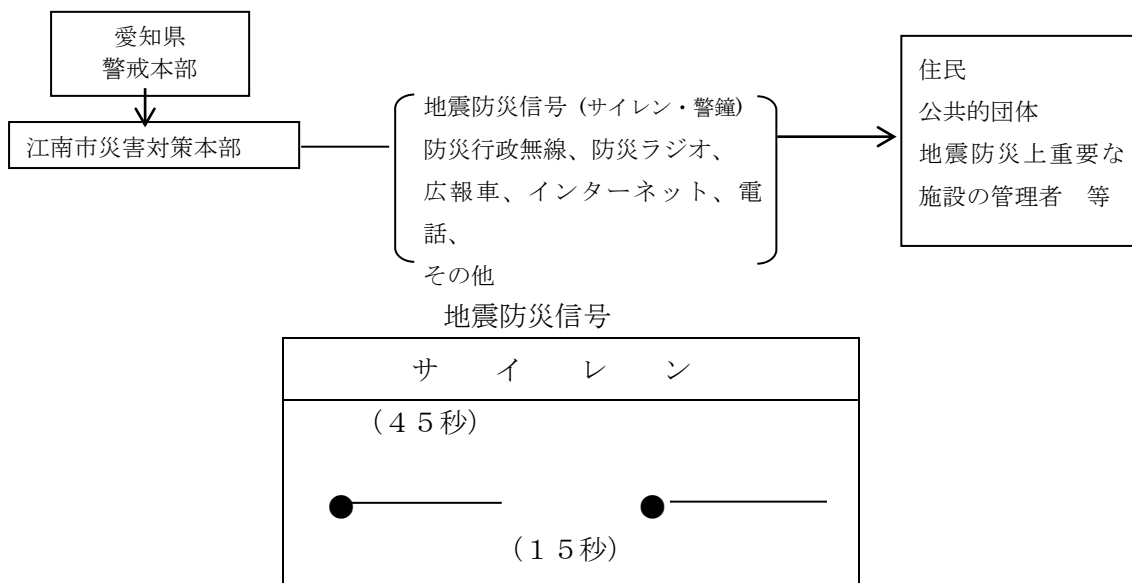 愛知県
警戒本部
江南市災害対策本部
地震防災信号 (サイレン・警鐘)
防災行政無線、防災ラジオ、
広報車、インターネット、電
話、
その他
住民
公共的団体
地震防災上重要な
施設の管理者　等
地震防災信号
サ　イ　レ　ン
（４５秒）
（１５秒）